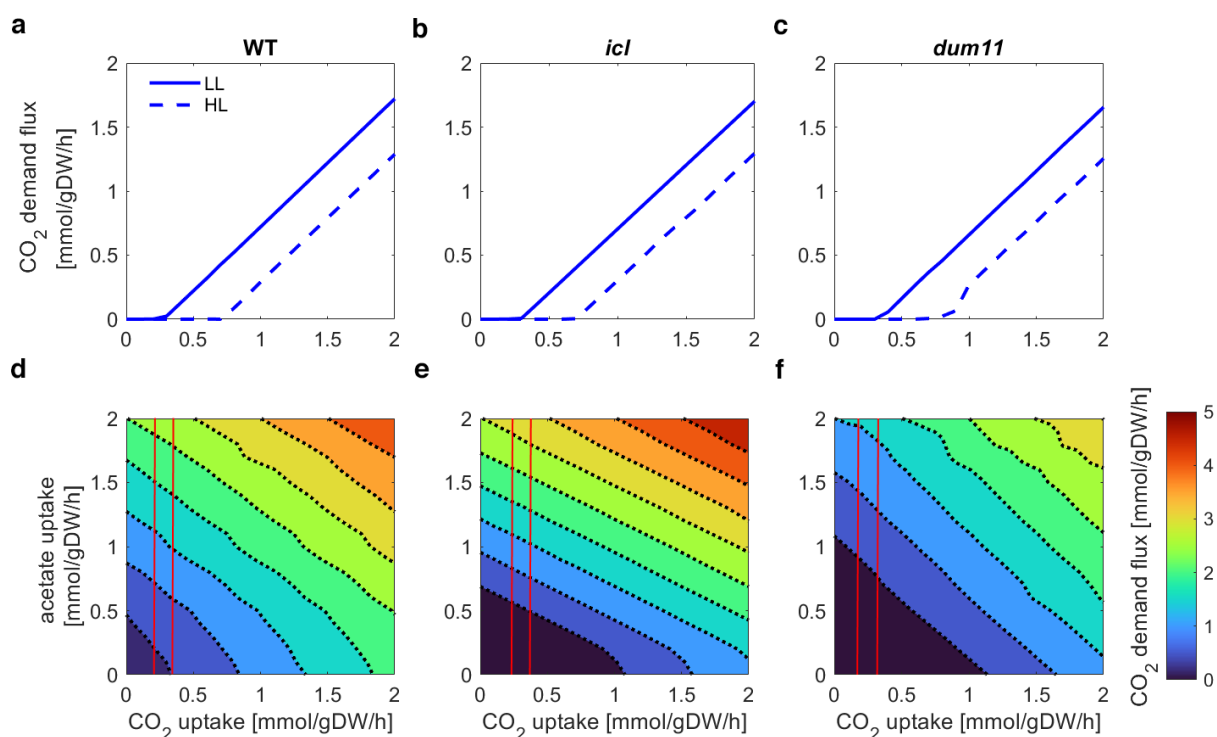 a
b
c
WT
icl
dum11
2
1.5
1
0.5
0
CO2 demand flux
[mmol/gDW/h]
LL
HL
0 0.5 1 1.5 2
2
1.5
1
0.5
0
0 0.5 1 1.5 2
2
1.5
1
0.5
0
0 0.5 1 1.5 2
d
e
f
2
1.5
1
0.5
0
acetate uptake
[mmol/gDW/h]
0 0.5 1 1.5 2
CO2 uptake [mmol/gDW/h]
2
1.5
1
0.5
0
0 0.5 1 1.5 2
CO2 uptake [mmol/gDW/h]
2
1.5
1
0.5
0
0 0.5 1 1.5 2
CO2 uptake [mmol/gDW/h]
5
4
3
2
1
0
CO2 demand flux [mmol/gDW/h]